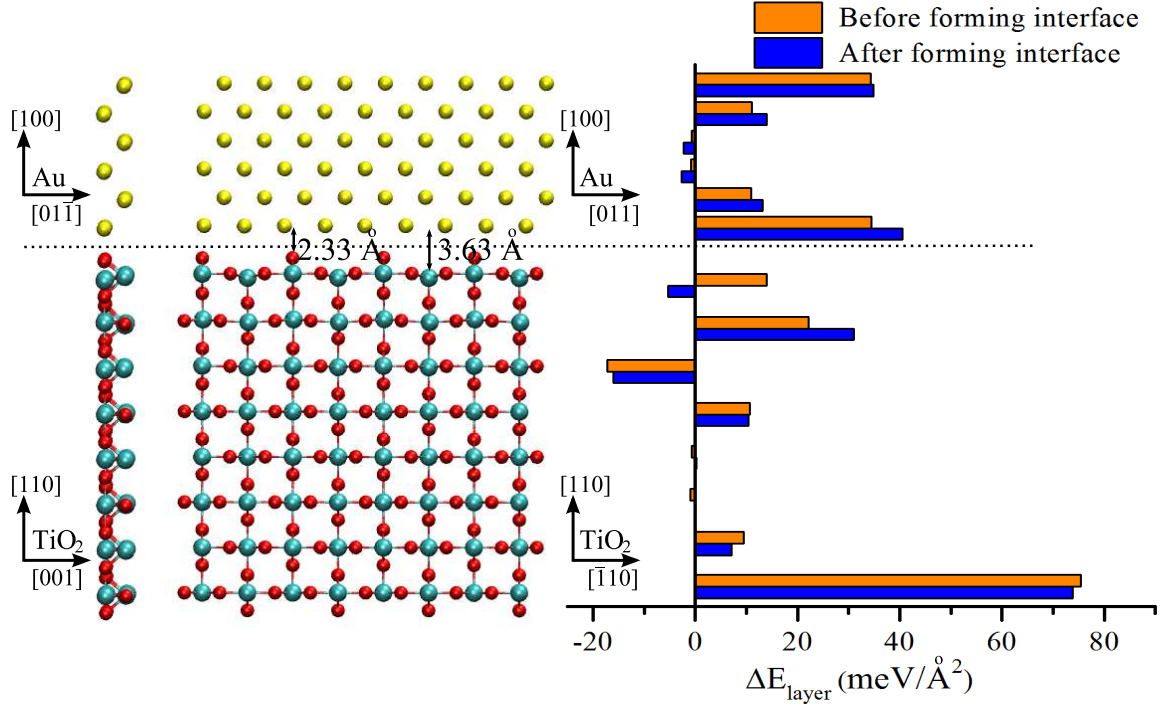 Before forming interface
After forming interface
[100]
Au
[011̅]
[100]
Au
[011]
2.33 Å
3.63 Å
[110]
TiO₂
[001]
[110]
TiO₂
[1̅10]
-20 0 20 40 60 80
ΔE_layer (meV/Å²)